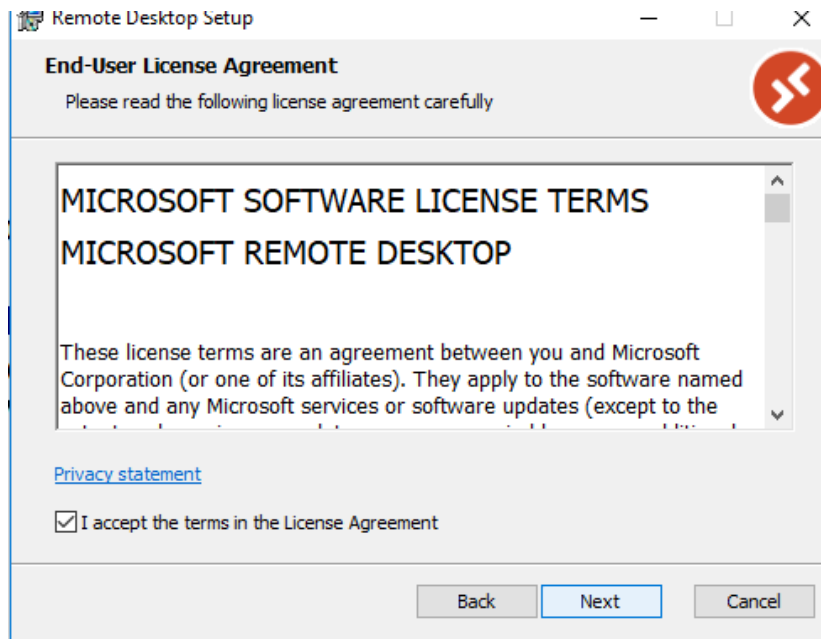 Remote Desktop Setup
End-User License Agreement
Please read the following license agreement carefully
MICROSOFT SOFTWARE LICENSE TERMS
MICROSOFT REMOTE DESKTOP
These license terms are an agreement between you and Microsoft
Corporation (or one of its affiliates). They apply to the software named
above and any Microsoft services or software updates (except to the
Privacy statement
I accept the terms in the License Agreement
Back
Next
Cancel